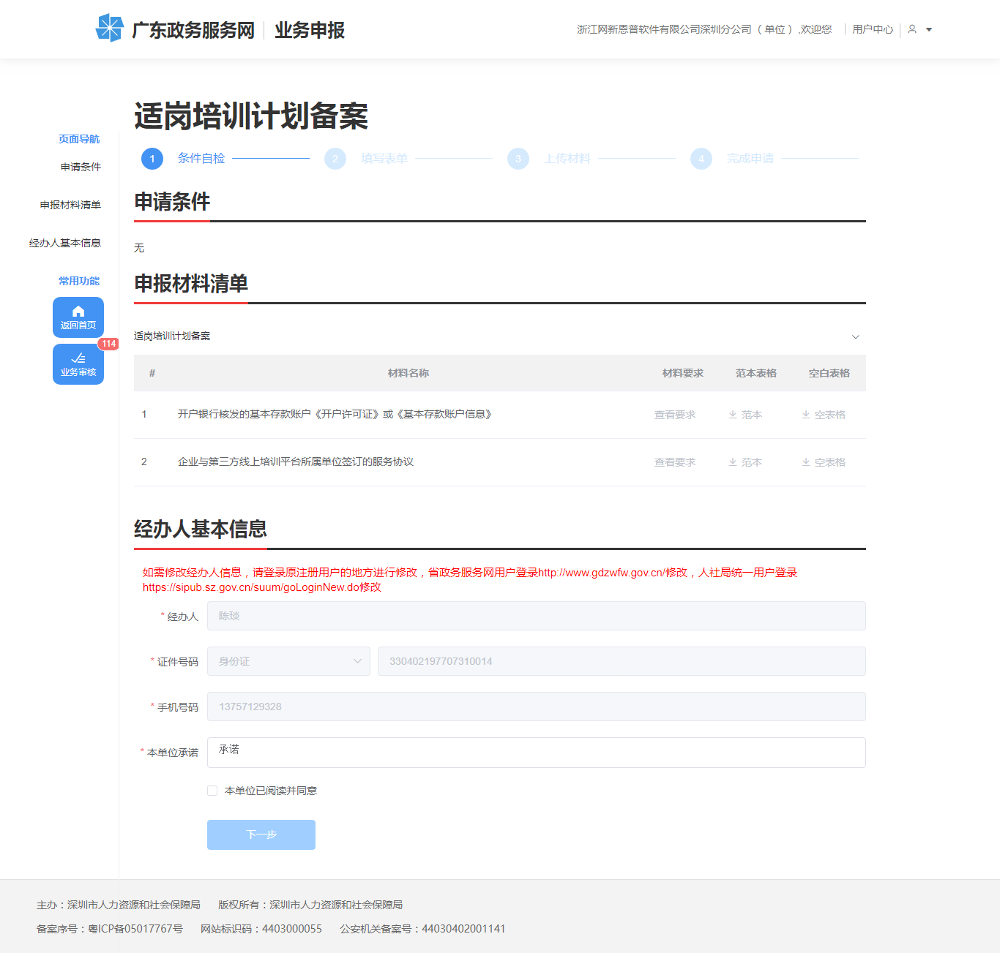 广东政务服务网 业务申报
浙江网新恩普软件有限公司深圳分公司 （单位）,欢迎您 用户中心
适岗培训计划备案
页面导航
申请条件
申报材料清单
经办人基本信息
常用功能
返回首页
114
业务审核
1 条件自检 2 填写表单 3 上传材料 4 完成申请
申请条件
无
申报材料清单
适岗培训计划备案
# 材料名称 材料要求 范本表格 空白表格
1 开户银行核发的基本存款账户《开户许可证》或《基本存款账户信息》 查看要求 范本 空表格
2 企业与第三方线上培训平台所属单位签订的服务协议 查看要求 范本 空表格
经办人基本信息
如需修改经办人信息，请登录原注册用户的地方进行修改，省政务服务网用户登录http://www.gdzwfw.gov.cn/修改，人社局统一用户登录
https://sipub.sz.gov.cn/suum/goLoginNew.do修改
* 经办人 陈琰
* 证件号码 身份证 330402197707310014
* 手机号码 13757129328
* 本单位承诺 承诺
本单位已阅读并同意
下一步
主办：深圳市人力资源和社会保障局 版权所有：深圳市人力资源和社会保障局
备案序号：粤ICP备05017767号 网站标识码：4403000055 公安机关备案号：44030402001141